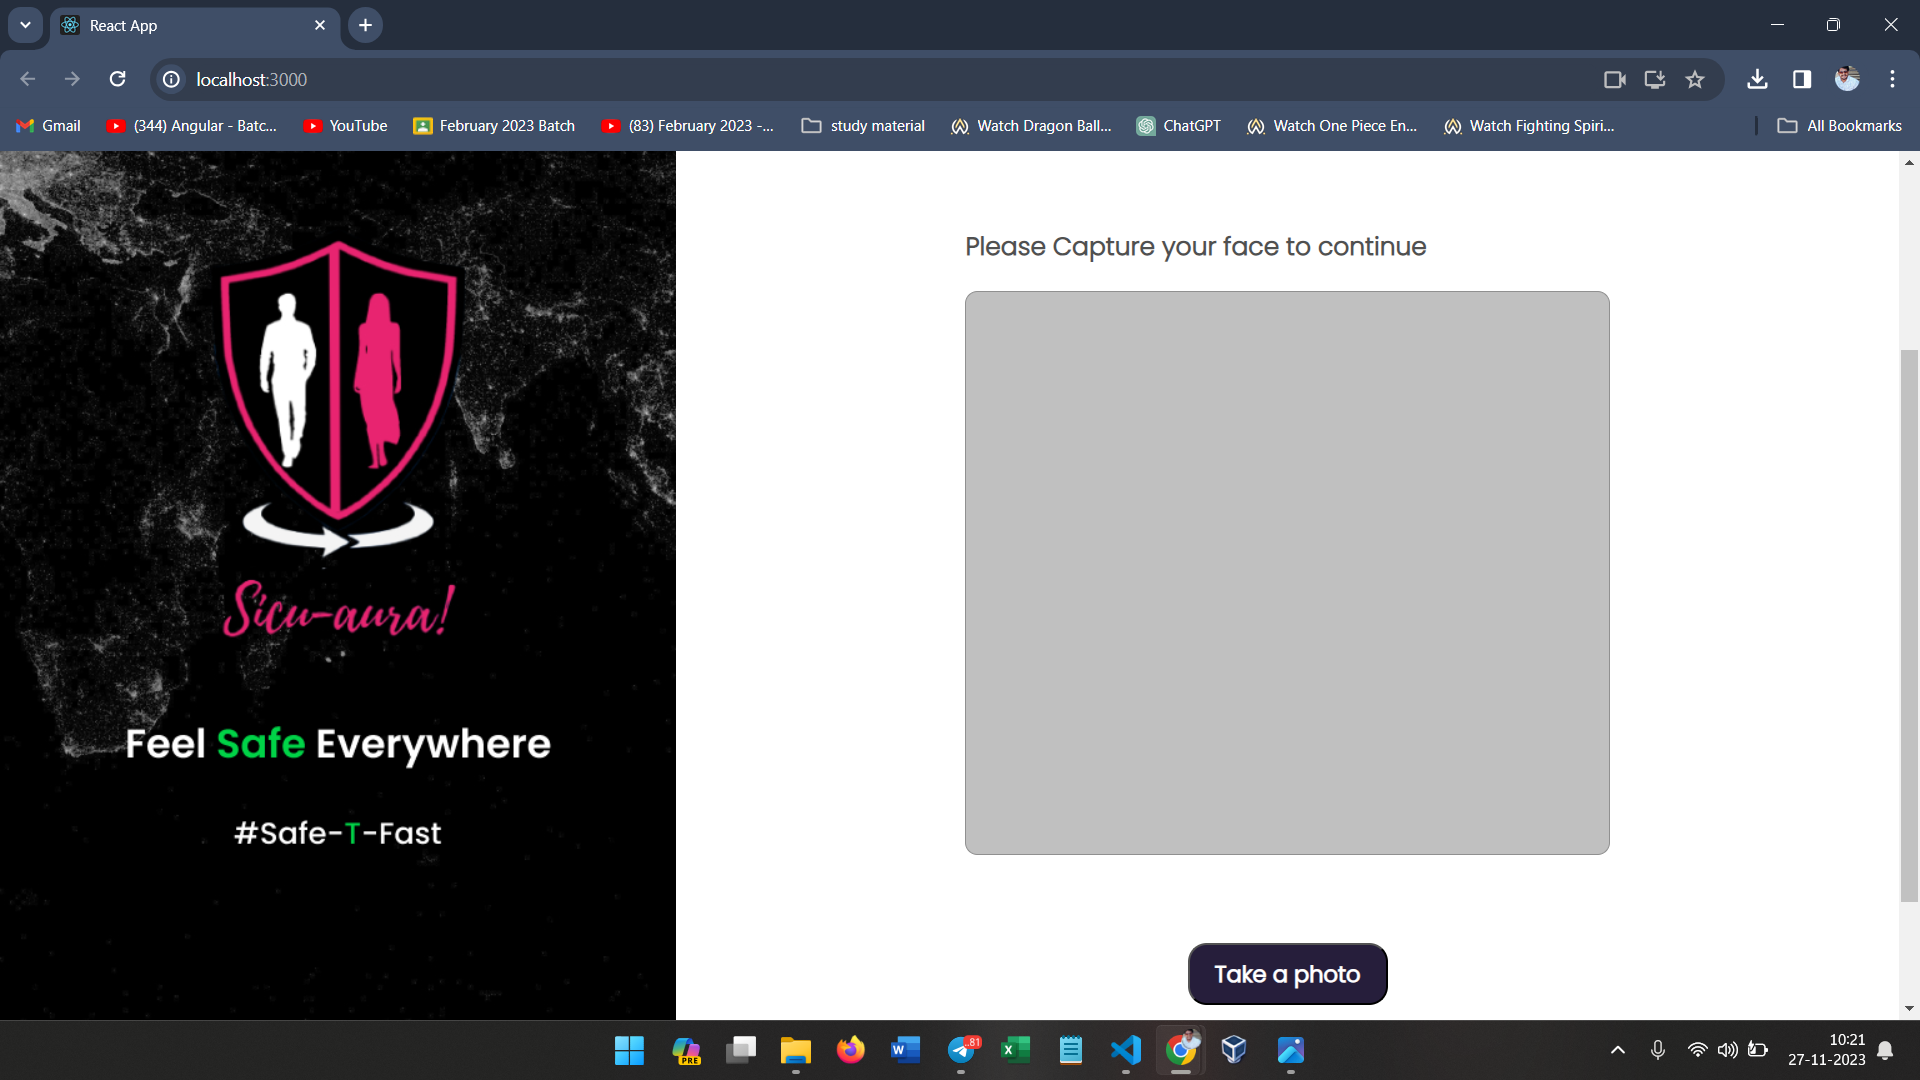 React App
localhost:3000
Gmail
(344) Angular - Batc...
YouTube
February 2023 Batch
(83) February 2023 -...
study material
Watch Dragon Ball...
ChatGPT
Watch One Piece En...
Watch Fighting Spiri...
All Bookmarks
Sicu-aura!
Feel Safe Everywhere
#Safe-T-Fast
Please Capture your face to continue
Take a photo
PRE
W
81
X
10:21
27-11-2023